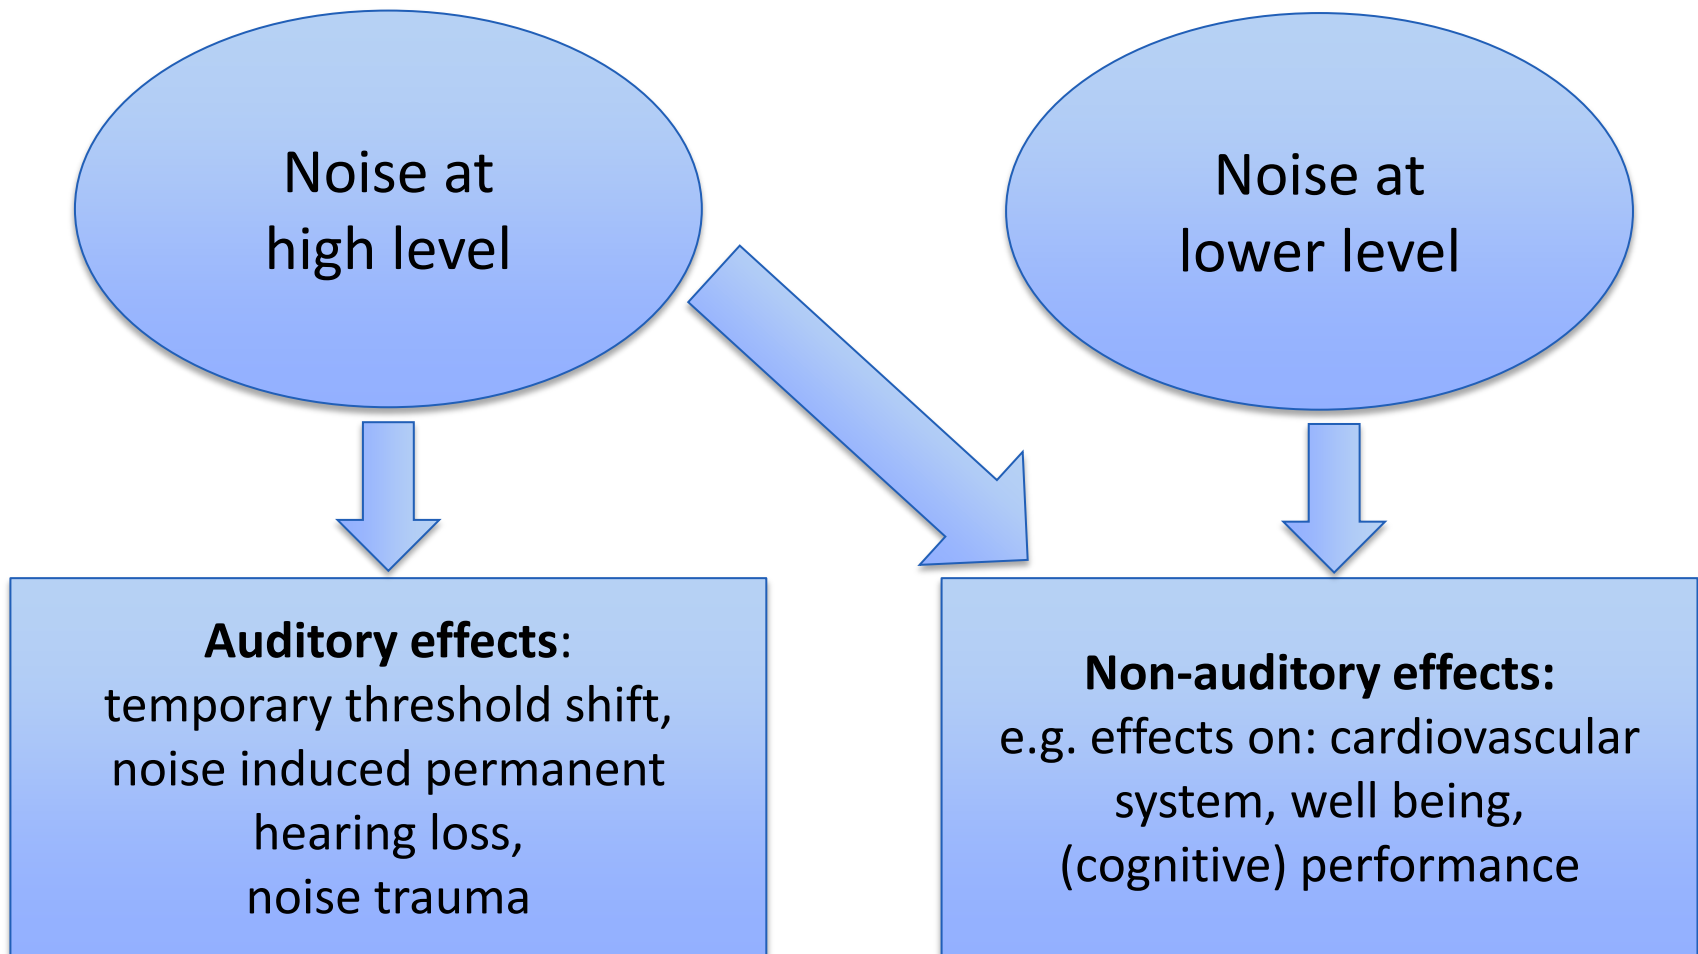 Noise at
high level
Noise at
lower level
Auditory effects:
temporary threshold shift,
noise induced permanent
hearing loss,
noise trauma
Non-auditory effects:
e.g. effects on: cardiovascular
system, well being,
(cognitive) performance